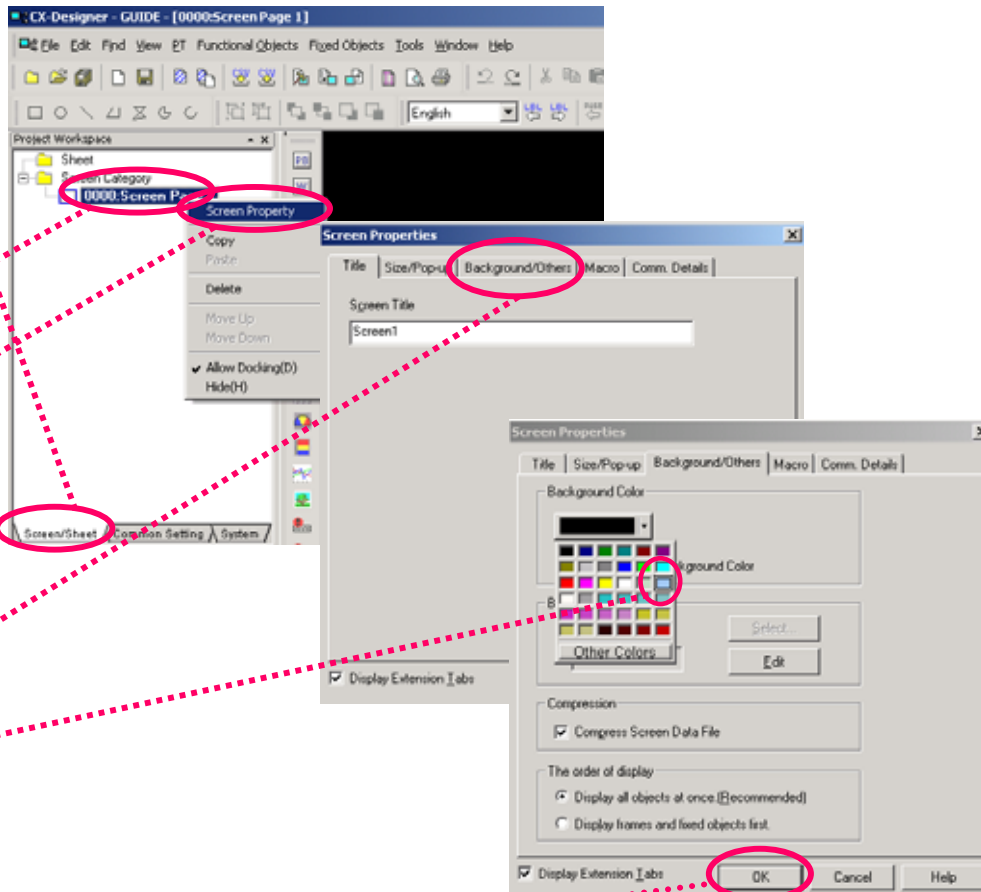 CX-Designer - GUIDE - [0000:Screen Page 1]
File Edit Find View PT Functional Objects Fixed Objects Tools Window Help
English
Project Workspace
Sheet
Screen Category
0000:Screen Pa
Screen Property
Copy
Paste
Delete
Move Up
Move Down
Allow Docking(D)
Hide(H)
Screen/Sheet Common Setting System
Screen Properties
Title Size/Pop-up Background/Others Macro Comm. Details
Screen Title
Screen1
Display Extension Tabs
Screen Properties
Title Size/Pop-up Background/Others Macro Comm. Details
Background Color
kground Color
B
Select...
Other Colors
Edit
Compression
Compress Screen Data File
The order of display
Display all objects at once.(Recommended)
Display frames and fixed objects first.
Display Extension Tabs
OK Cancel Help